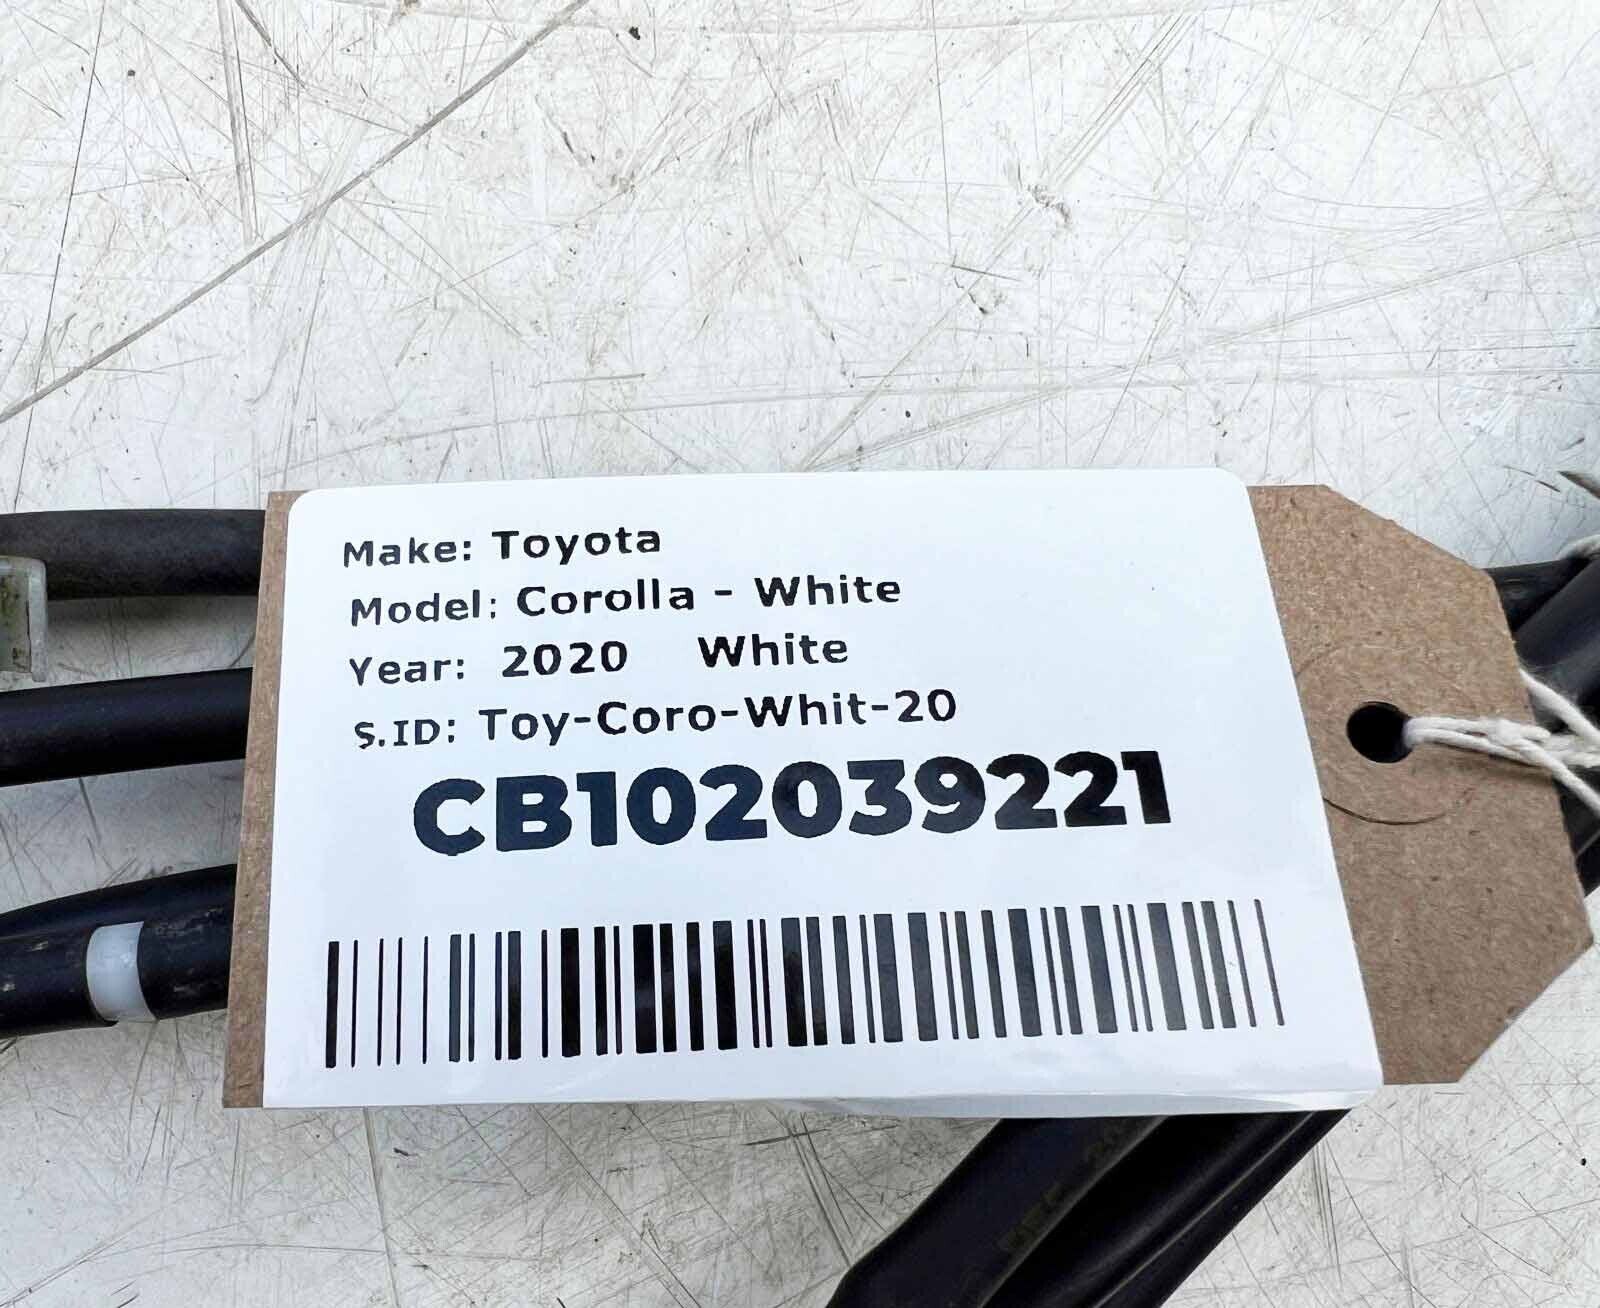 Make: Toyota
Model: Corolla - White
Year: 2020 White
S.ID: Toy-Coro-Whit-20
CB102039221